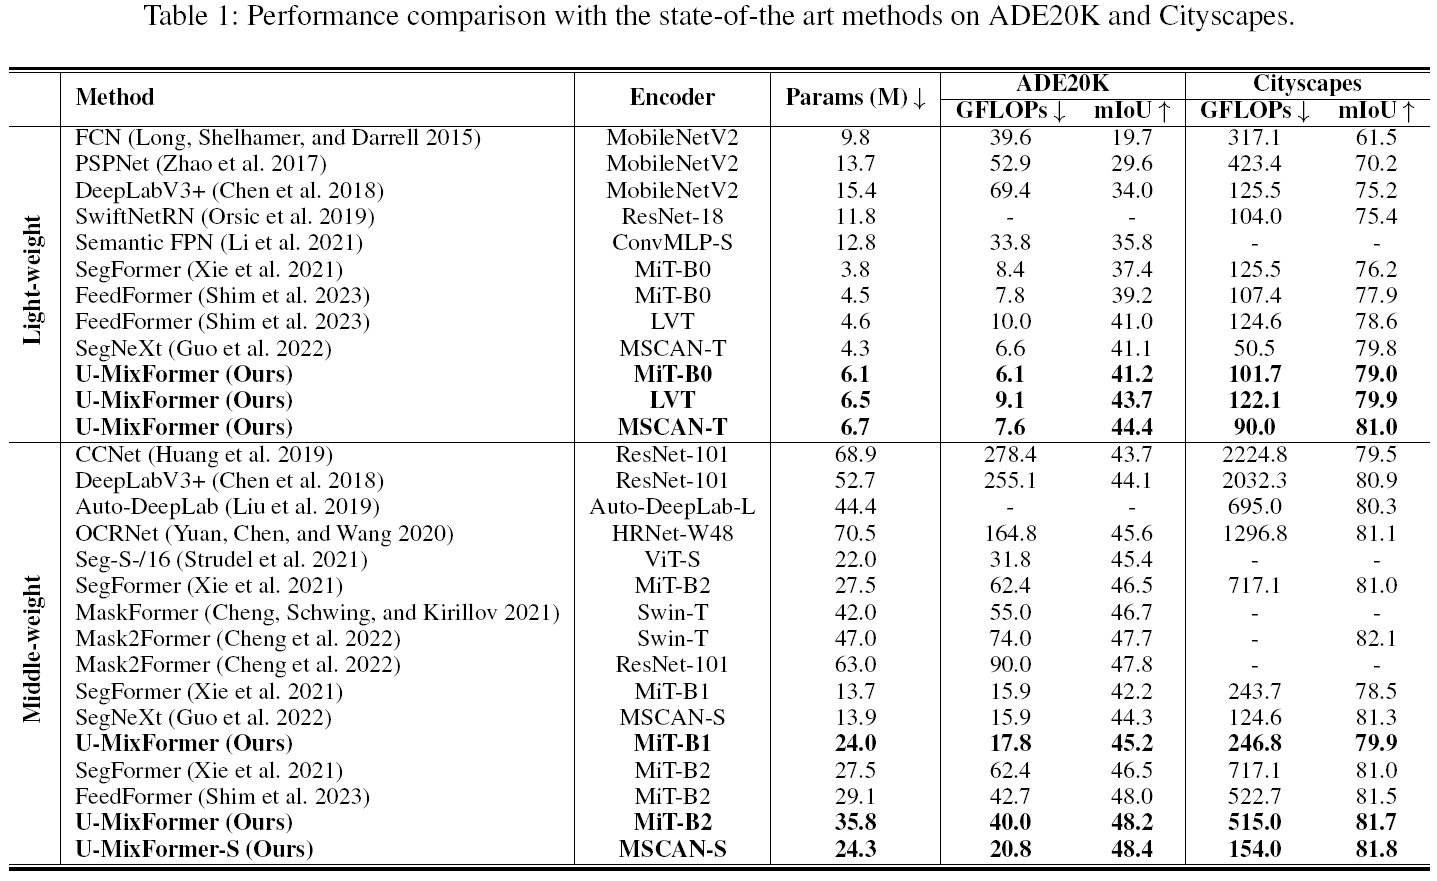 Table 1: Performance comparison with the state-of-the art methods on ADE20K and Cityscapes.
Method Encoder Params (M) ↓ ADE20K Cityscapes
GFLOPs ↓ mIoU ↑ GFLOPs ↓ mIoU ↑
Light-weight
FCN (Long, Shelhamer, and Darrell 2015) MobileNetV2 9.8 39.6 19.7 317.1 61.5
PSPNet (Zhao et al. 2017) MobileNetV2 13.7 52.9 29.6 423.4 70.2
DeepLabV3+ (Chen et al. 2018) MobileNetV2 15.4 69.4 34.0 125.5 75.2
SwiftNetRN (Orsic et al. 2019) ResNet-18 11.8 - - 104.0 75.4
Semantic FPN (Li et al. 2021) ConvMLP-S 12.8 33.8 35.8 - -
SegFormer (Xie et al. 2021) MiT-B0 3.8 8.4 37.4 125.5 76.2
FeedFormer (Shim et al. 2023) MiT-B0 4.5 7.8 39.2 107.4 77.9
FeedFormer (Shim et al. 2023) LVT 4.6 10.0 41.0 124.6 78.6
SegNeXt (Guo et al. 2022) MSCAN-T 4.3 6.6 41.1 50.5 79.8
U-MixFormer (Ours) MiT-B0 6.1 6.1 41.2 101.7 79.0
U-MixFormer (Ours) LVT 6.5 9.1 43.7 122.1 79.9
U-MixFormer (Ours) MSCAN-T 6.7 7.6 44.4 90.0 81.0
Middle-weight
CCNet (Huang et al. 2019) ResNet-101 68.9 278.4 43.7 2224.8 79.5
DeepLabV3+ (Chen et al. 2018) ResNet-101 52.7 255.1 44.1 2032.3 80.9
Auto-DeepLab (Liu et al. 2019) Auto-DeepLab-L 44.4 - - 695.0 80.3
OCRNet (Yuan, Chen, and Wang 2020) HRNet-W48 70.5 164.8 45.6 1296.8 81.1
Seg-S-/16 (Strudel et al. 2021) ViT-S 22.0 31.8 45.4 - -
SegFormer (Xie et al. 2021) MiT-B2 27.5 62.4 46.5 717.1 81.0
MaskFormer (Cheng, Schwing, and Kirillov 2021) Swin-T 42.0 55.0 46.7 - -
Mask2Former (Cheng et al. 2022) Swin-T 47.0 74.0 47.7 - 82.1
Mask2Former (Cheng et al. 2022) ResNet-101 63.0 90.0 47.8 - -
SegFormer (Xie et al. 2021) MiT-B1 13.7 15.9 42.2 243.7 78.5
SegNeXt (Guo et al. 2022) MSCAN-S 13.9 15.9 44.3 124.6 81.3
U-MixFormer (Ours) MiT-B1 24.0 17.8 45.2 246.8 79.9
SegFormer (Xie et al. 2021) MiT-B2 27.5 62.4 46.5 717.1 81.0
FeedFormer (Shim et al. 2023) MiT-B2 29.1 42.7 48.0 522.7 81.5
U-MixFormer (Ours) MiT-B2 35.8 40.0 48.2 515.0 81.7
U-MixFormer-S (Ours) MSCAN-S 24.3 20.8 48.4 154.0 81.8